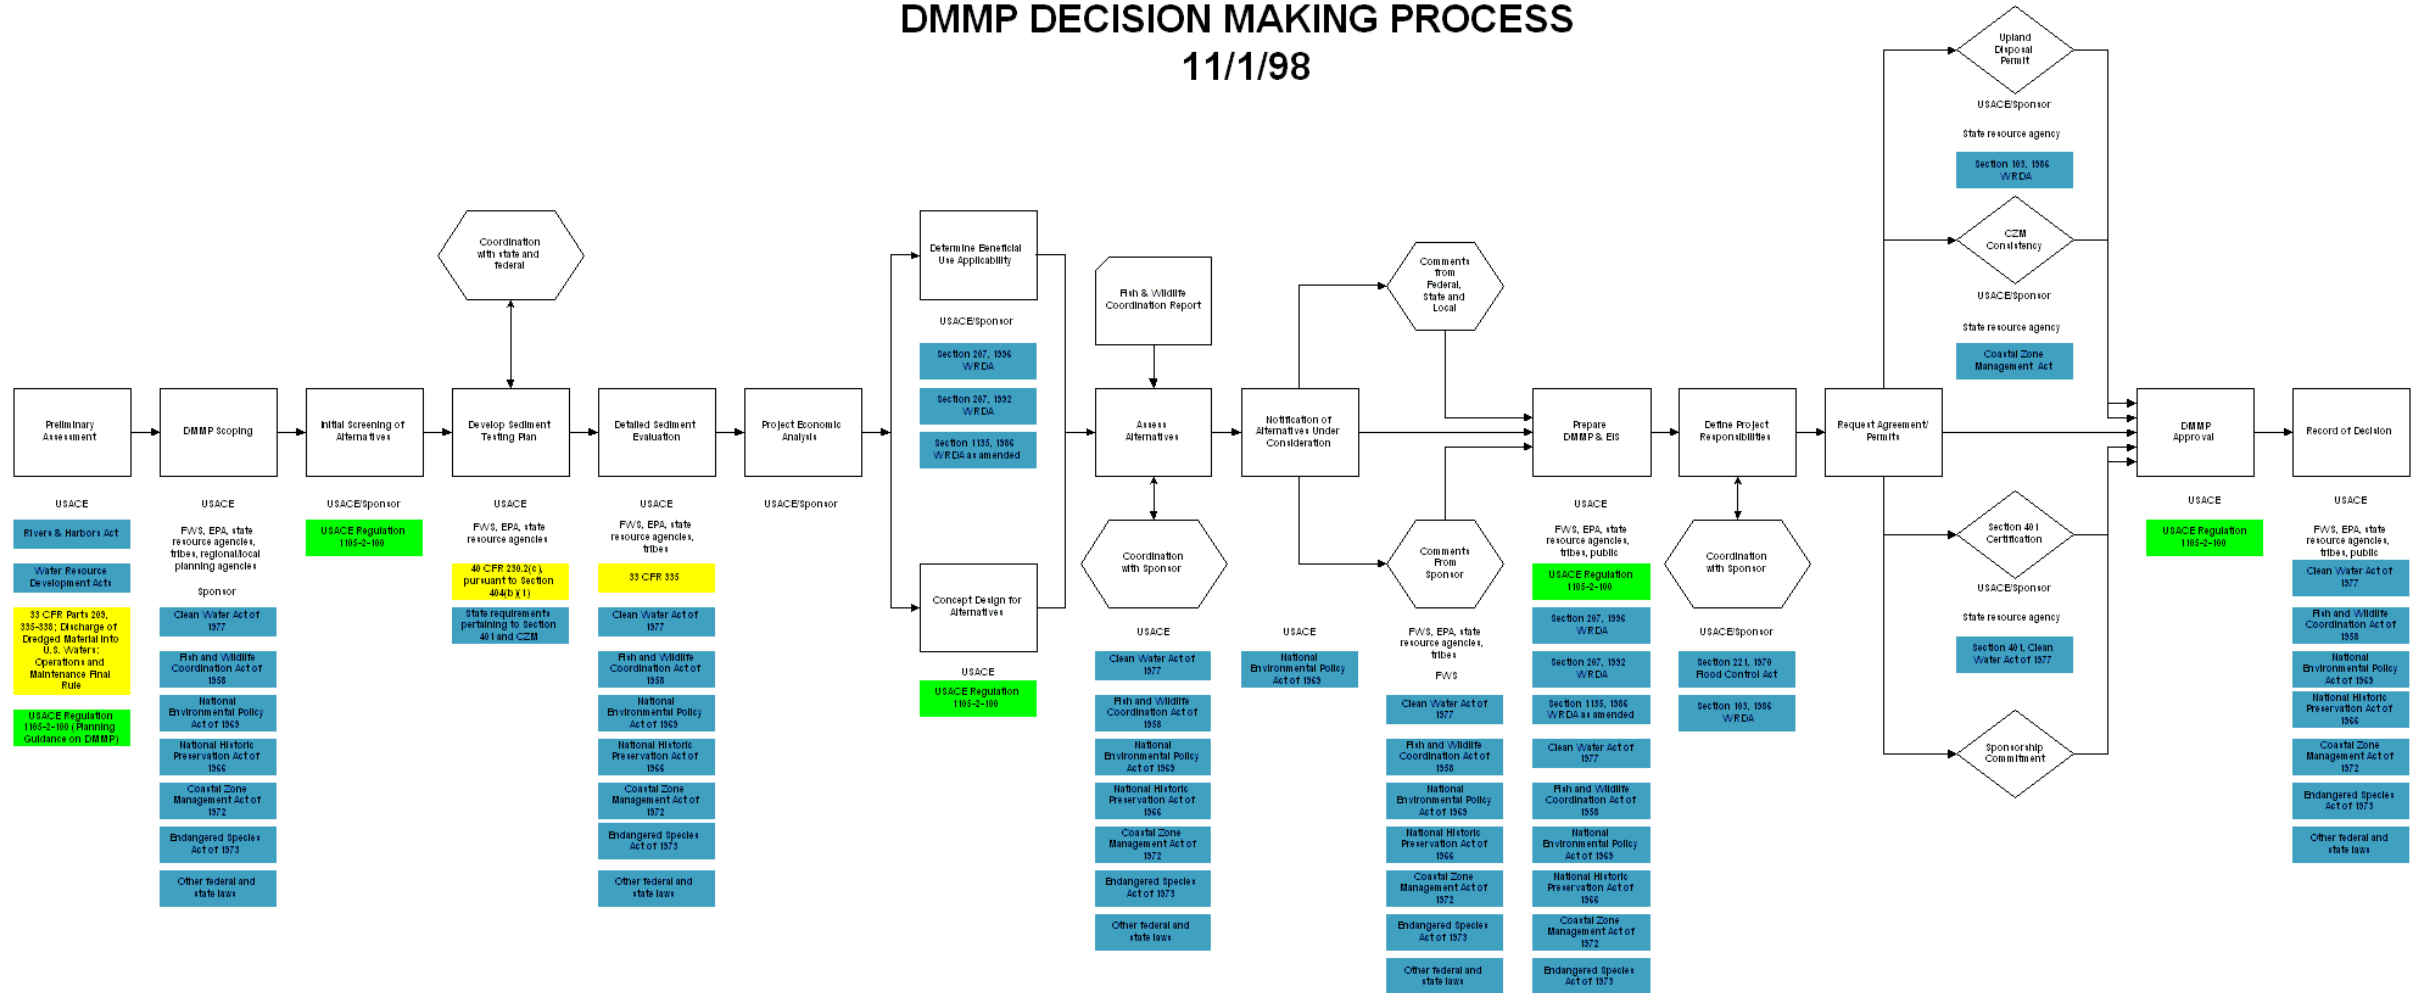 DMMP DECISION MAKING PROCESS
11/1/98
Preliminary
Assessment
USACE
Rivers & Harbors Act
Water Resource
Development Acts
33 CFR Parts 209,
335-338; Discharge of
Dredged Material into
U.S. Waters:
Operations and
Maintenance Final
Rule
USACE Regulation
1105-2-100 (Planning
Guidance on DMMP)
DMMP Scoping
USACE
FWS, EPA, state
resource agencies,
tribes, regional/local
planning agencies
Sponsor
Clean Water Act of
1977
Fish and Wildlife
Coordination Act of
1958
National
Environmental Policy
Act of 1969
National Historic
Preservation Act of
1966
Coastal Zone
Management Act of
1972
Endangered Species
Act of 1973
Other federal and
state laws
Initial Screening of
Alternatives
USACE/Sponsor
USACE Regulation
1105-2-100
Coordination
with state and
federal
Develop Sediment
Testing Plan
USACE
FWS, EPA, state
resource agencies
40 CFR 230.2(c),
pursuant to Section
404(b)(1)
State requirements
pertaining to Section
401 and CZM
Detailed Sediment
Evaluation
USACE
FWS, EPA, state
resource agencies,
tribes
33 CFR 335
Clean Water Act of
1977
Fish and Wildlife
Coordination Act of
1958
National
Environmental Policy
Act of 1969
National Historic
Preservation Act of
1966
Coastal Zone
Management Act of
1972
Endangered Species
Act of 1973
Other federal and
state laws
Project Economic
Analysis
USACE/Sponsor
Determine Beneficial
Use Applicability
USACE/Sponsor
Section 207, 1996
WRDA
Section 207, 1992
WRDA
Section 1135, 1986
WRDA as amended
Concept Design for
Alternatives
USACE
USACE Regulation
1105-2-100
Fish & Wildlife
Coordination Report
Assess
Alternatives
Coordination
with Sponsor
USACE
Clean Water Act of
1977
Fish and Wildlife
Coordination Act of
1958
National
Environmental Policy
Act of 1969
National Historic
Preservation Act of
1966
Coastal Zone
Management Act of
1972
Endangered Species
Act of 1973
Other federal and
state laws
Notification of
Alternatives Under
Consideration
USACE
National
Environmental Policy
Act of 1969
Comments
from
Federal,
State and
Local
Comments
From
Sponsor
FWS, EPA, state
resource agencies,
tribes
FWS
Clean Water Act of
1977
Fish and Wildlife
Coordination Act of
1958
National
Environmental Policy
Act of 1969
National Historic
Preservation Act of
1966
Coastal Zone
Management Act of
1972
Endangered Species
Act of 1973
Other federal and
state laws
Prepare
DMMP & EIS
USACE
FWS, EPA, state
resource agencies,
tribes, public
USACE Regulation
1105-2-100
Section 207, 1996
WRDA
Section 207, 1992
WRDA
Section 1135, 1986
WRDA as amended
Clean Water Act of
1977
Fish and Wildlife
Coordination Act of
1958
National
Environmental Policy
Act of 1969
National Historic
Preservation Act of
1966
Coastal Zone
Management Act of
1972
Endangered Species
Act of 1973
Define Project
Responsibilities
Coordination
with Sponsor
USACE/Sponsor
Section 221, 1970
Flood Control Act
Section 103, 1986
WRDA
Request Agreement/
Permits
Upland
Disposal
Permit
USACE/Sponsor
State resource agency
Section 103, 1986
WRDA
CZM
Consistency
USACE/Sponsor
State resource agency
Coastal Zone
Management Act
Section 401
Certification
USACE/Sponsor
State resource agency
Section 401, Clean
Water Act of 1977
Sponsorship
Commitment
DMMP
Approval
USACE
USACE Regulation
1105-2-100
Record of Decision
USACE
FWS, EPA, state
resource agencies,
tribes, public
Clean Water Act of
1977
Fish and Wildlife
Coordination Act of
1958
National
Environmental Policy
Act of 1969
National Historic
Preservation Act of
1966
Coastal Zone
Management Act of
1972
Endangered Species
Act of 1973
Other federal and
state laws